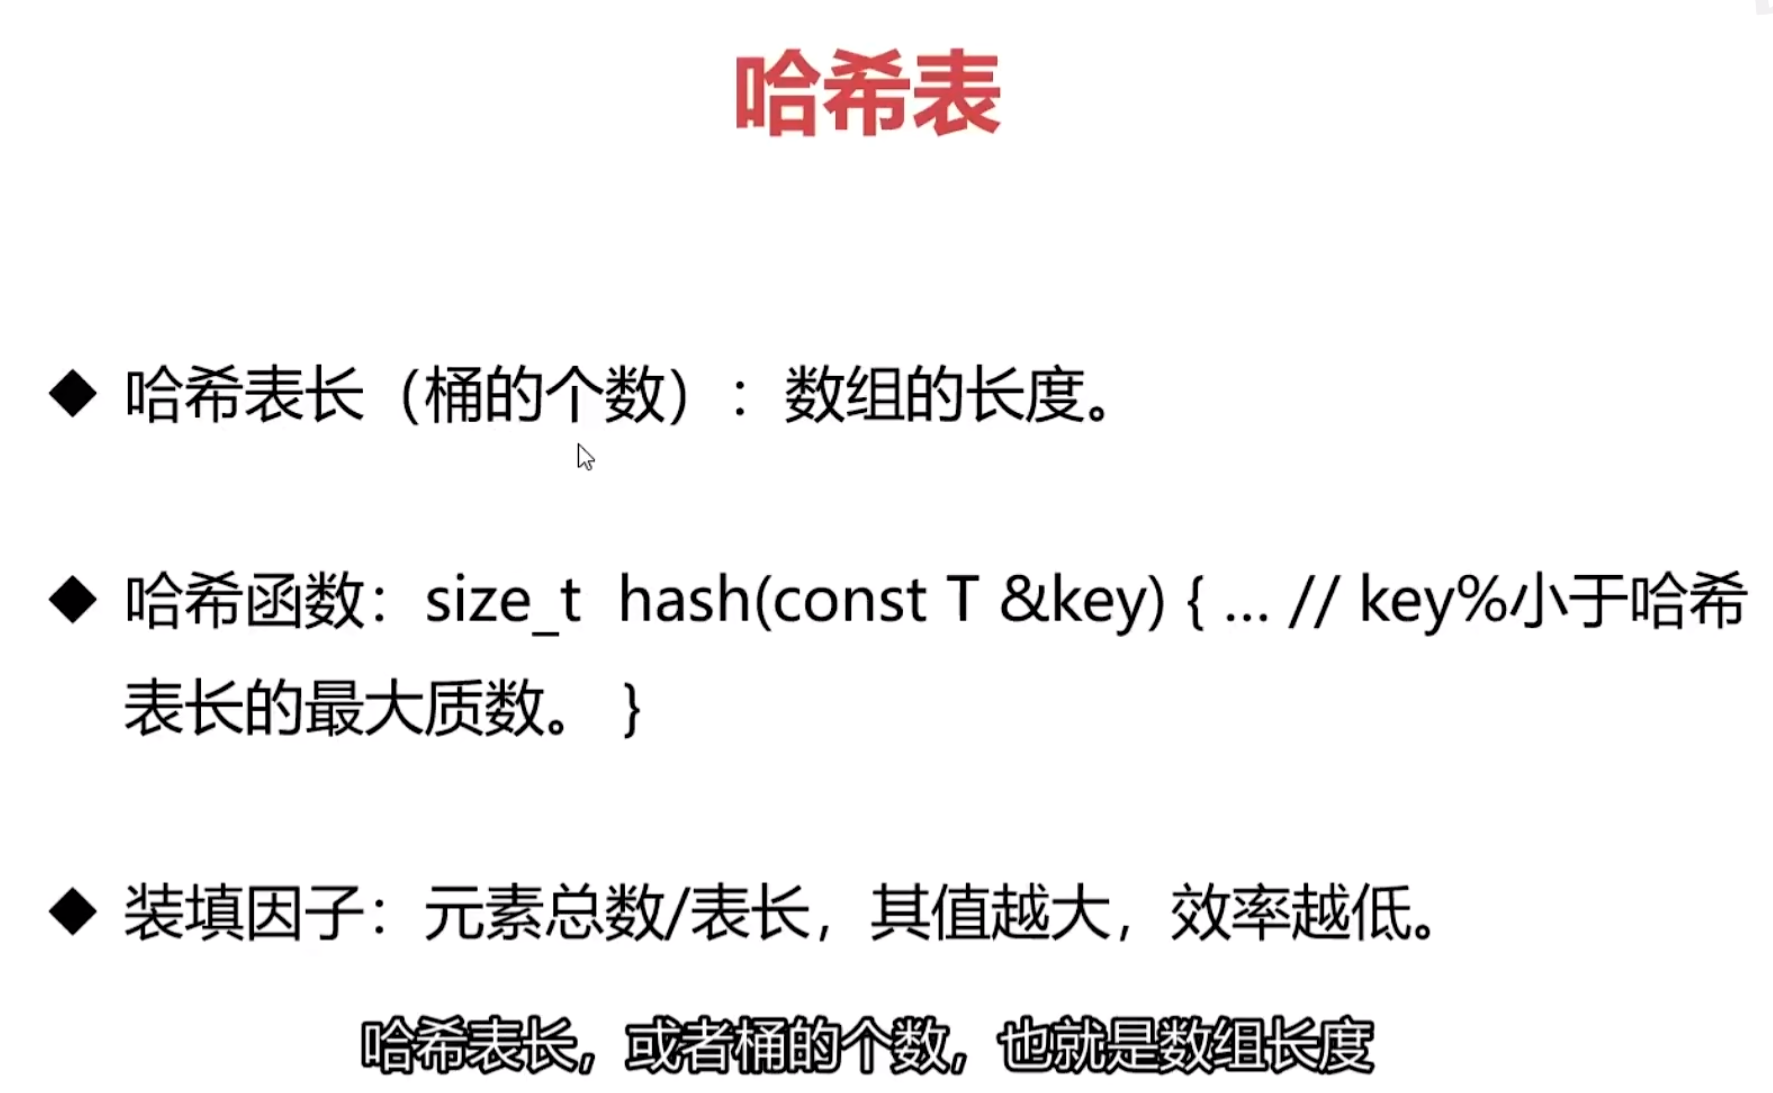 哈希表
◆ 哈希表长（桶的个数）：数组的长度。
◆ 哈希函数：size_t hash(const T &key) { ... // key%小于哈希
表长的最大质数。 }
◆ 装填因子：元素总数/表长，其值越大，效率越低。
哈希表长，或者桶的个数，也就是数组长度